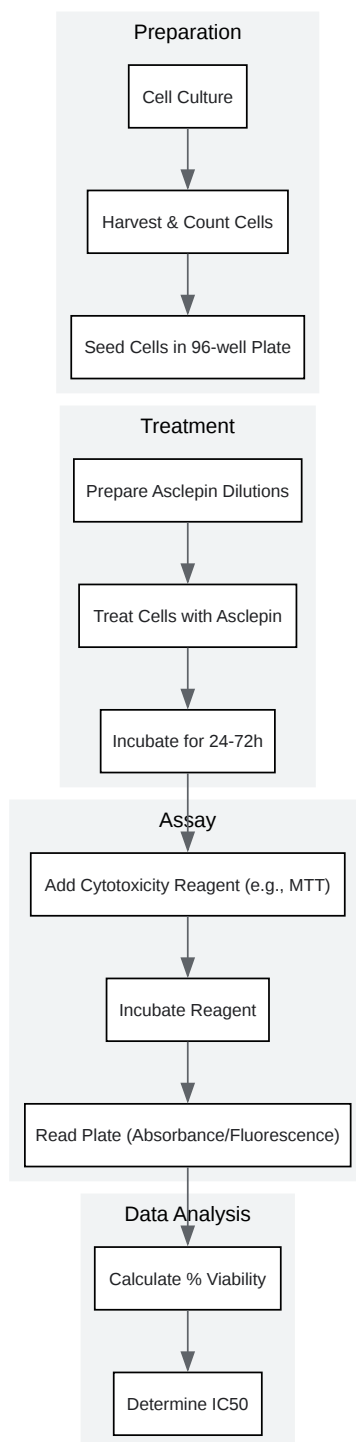 Preparation
Cell Culture
Harvest & Count Cells
Seed Cells in 96-well Plate
Treatment
Prepare Asclepin Dilutions
Treat Cells with Asclepin
Incubate for 24-72h
Assay
Add Cytotoxicity Reagent (e.g., MTT)
Incubate Reagent
Read Plate (Absorbance/Fluorescence)
Data Analysis
Calculate % Viability
Determine IC50